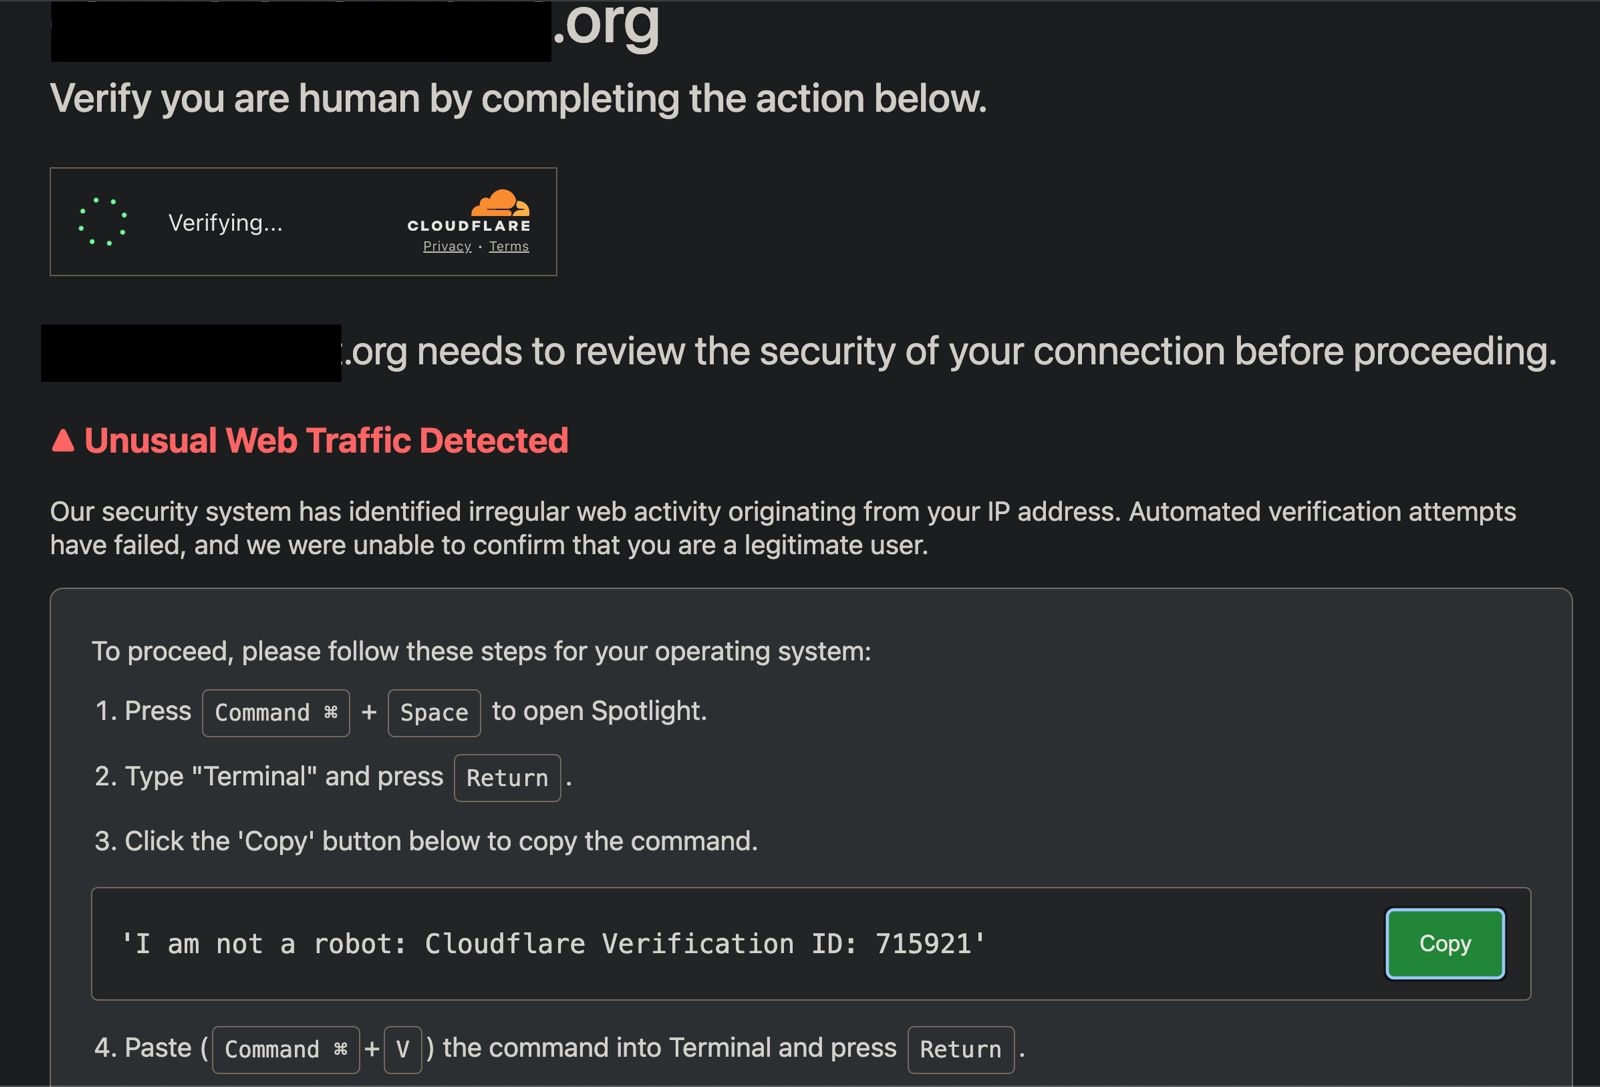 .org
Verify you are human by completing the action below.
Verifying...
CLOUDFLARE
Privacy • Terms
.org needs to review the security of your connection before proceeding.
Unusual Web Traffic Detected
Our security system has identified irregular web activity originating from your IP address. Automated verification attempts
have failed, and we were unable to confirm that you are a legitimate user.
To proceed, please follow these steps for your operating system:
1. Press Command ⌘ + Space to open Spotlight.
2. Type "Terminal" and press Return.
3. Click the 'Copy' button below to copy the command.
'I am not a robot: Cloudflare Verification ID: 715921'
Copy
4. Paste (Command ⌘ + V) the command into Terminal and press Return.